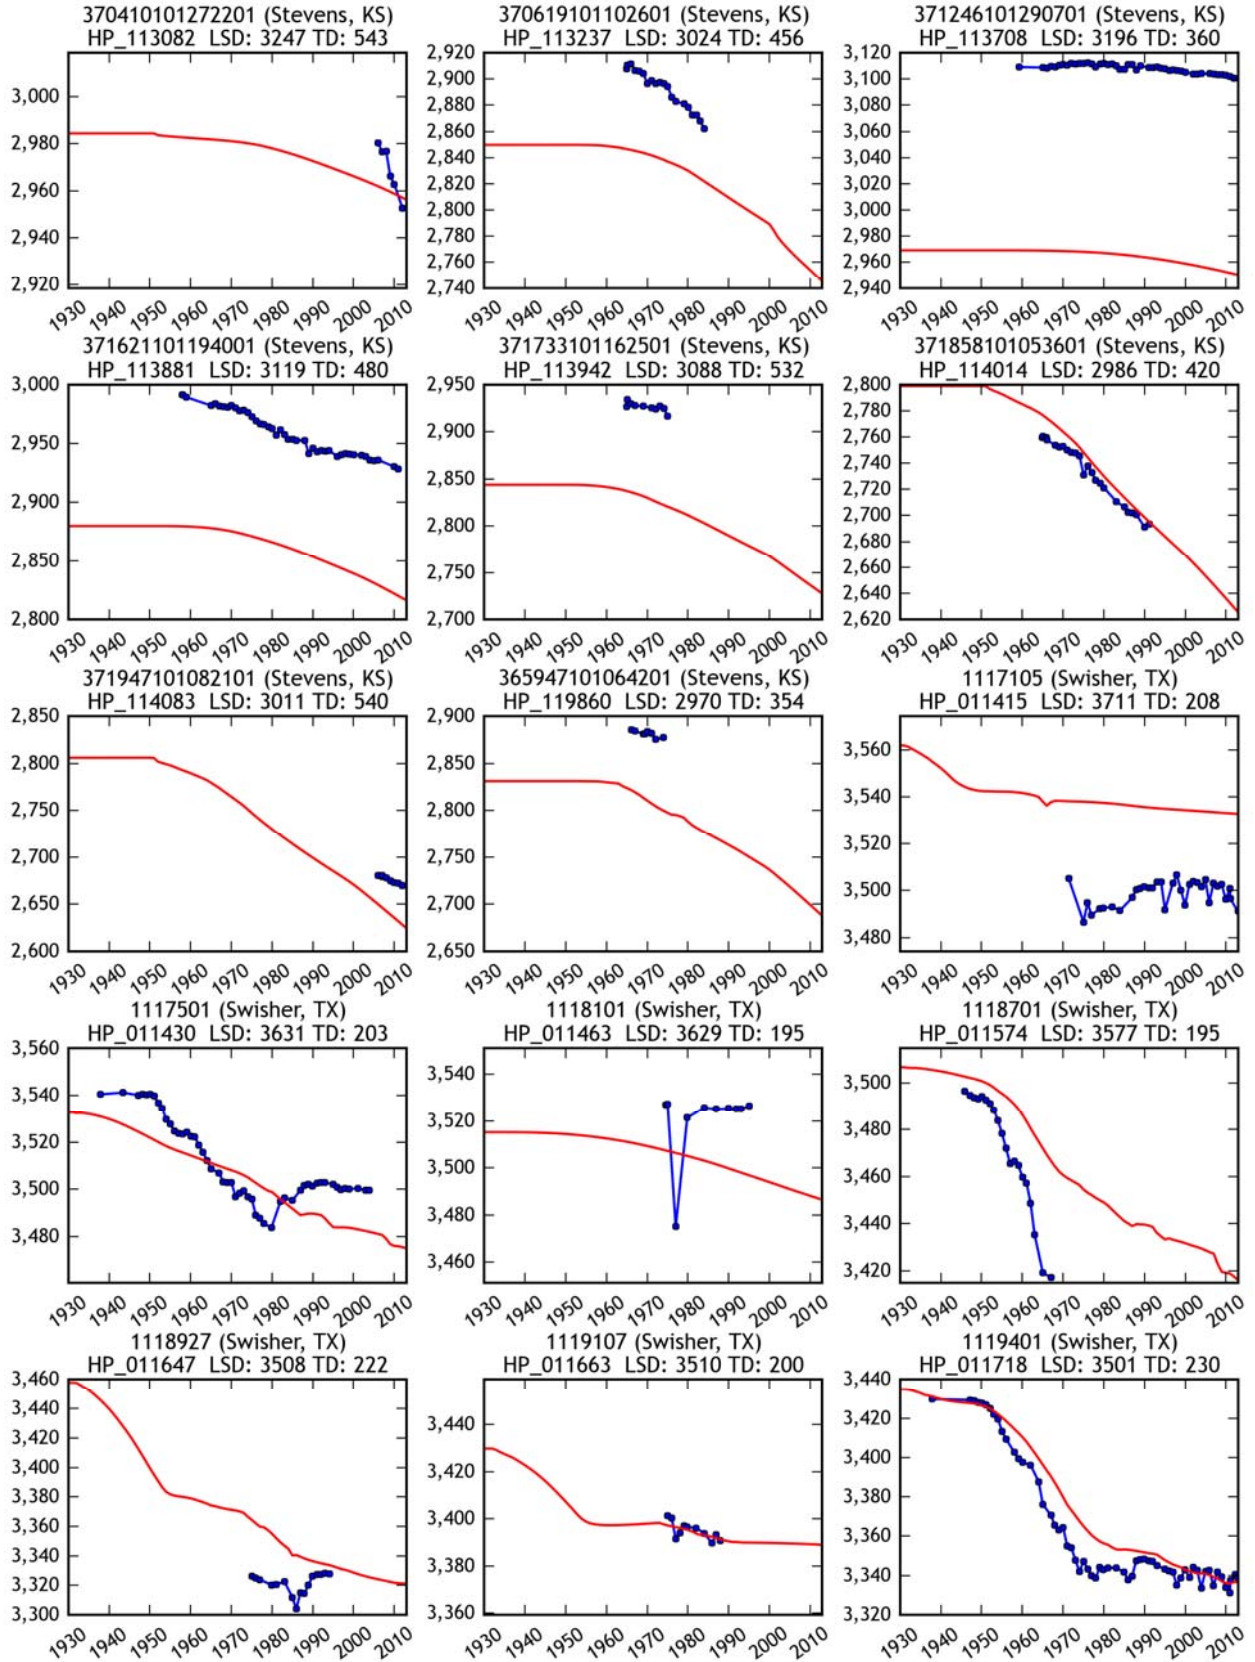 370410101272201 (Stevens, KS)
HP_113082 LSD: 3247 TD: 543
3,000
2,980
2,960
2,940
2,920
1930 1940 1950 1960 1970 1980 1990 2000 2010
370619101102601 (Stevens, KS)
HP_113237 LSD: 3024 TD: 456
2,920
2,900
2,880
2,860
2,840
2,820
2,800
2,780
2,760
2,740
1930 1940 1950 1960 1970 1980 1990 2000 2010
371246101290701 (Stevens, KS)
HP_113708 LSD: 3196 TD: 360
3,120
3,100
3,080
3,060
3,040
3,020
3,000
2,980
2,960
2,940
1930 1940 1950 1960 1970 1980 1990 2000 2010
371621101194001 (Stevens, KS)
HP_113881 LSD: 3119 TD: 480
3,000
2,950
2,900
2,850
2,800
1930 1940 1950 1960 1970 1980 1990 2000 2010
371733101162501 (Stevens, KS)
HP_113942 LSD: 3088 TD: 532
2,950
2,900
2,850
2,800
2,750
2,700
1930 1940 1950 1960 1970 1980 1990 2000 2010
371858101053601 (Stevens, KS)
HP_114014 LSD: 2986 TD: 420
2,800
2,780
2,760
2,740
2,720
2,700
2,680
2,660
2,640
2,620
1930 1940 1950 1960 1970 1980 1990 2000 2010
371947101082101 (Stevens, KS)
HP_114083 LSD: 3011 TD: 540
2,850
2,800
2,750
2,700
2,650
2,600
1930 1940 1950 1960 1970 1980 1990 2000 2010
365947101064201 (Stevens, KS)
HP_119860 LSD: 2970 TD: 354
2,900
2,850
2,800
2,750
2,700
2,650
1930 1940 1950 1960 1970 1980 1990 2000 2010
1117105 (Swisher, TX)
HP_011415 LSD: 3711 TD: 208
3,560
3,540
3,520
3,500
3,480
1930 1940 1950 1960 1970 1980 1990 2000 2010
1117501 (Swisher, TX)
HP_011430 LSD: 3631 TD: 203
3,560
3,540
3,520
3,500
3,480
1930 1940 1950 1960 1970 1980 1990 2000 2010
1118101 (Swisher, TX)
HP_011463 LSD: 3629 TD: 195
3,540
3,520
3,500
3,480
3,460
1930 1940 1950 1960 1970 1980 1990 2000 2010
1118701 (Swisher, TX)
HP_011574 LSD: 3577 TD: 195
3,500
3,480
3,460
3,440
3,420
1930 1940 1950 1960 1970 1980 1990 2000 2010
1118927 (Swisher, TX)
HP_011647 LSD: 3508 TD: 222
3,460
3,440
3,420
3,400
3,380
3,360
3,340
3,320
3,300
1930 1940 1950 1960 1970 1980 1990 2000 2010
1119107 (Swisher, TX)
HP_011663 LSD: 3510 TD: 200
3,440
3,420
3,400
3,380
3,360
1930 1940 1950 1960 1970 1980 1990 2000 2010
1119401 (Swisher, TX)
HP_011718 LSD: 3501 TD: 230
3,440
3,420
3,400
3,380
3,360
3,340
3,320
1930 1940 1950 1960 1970 1980 1990 2000 2010